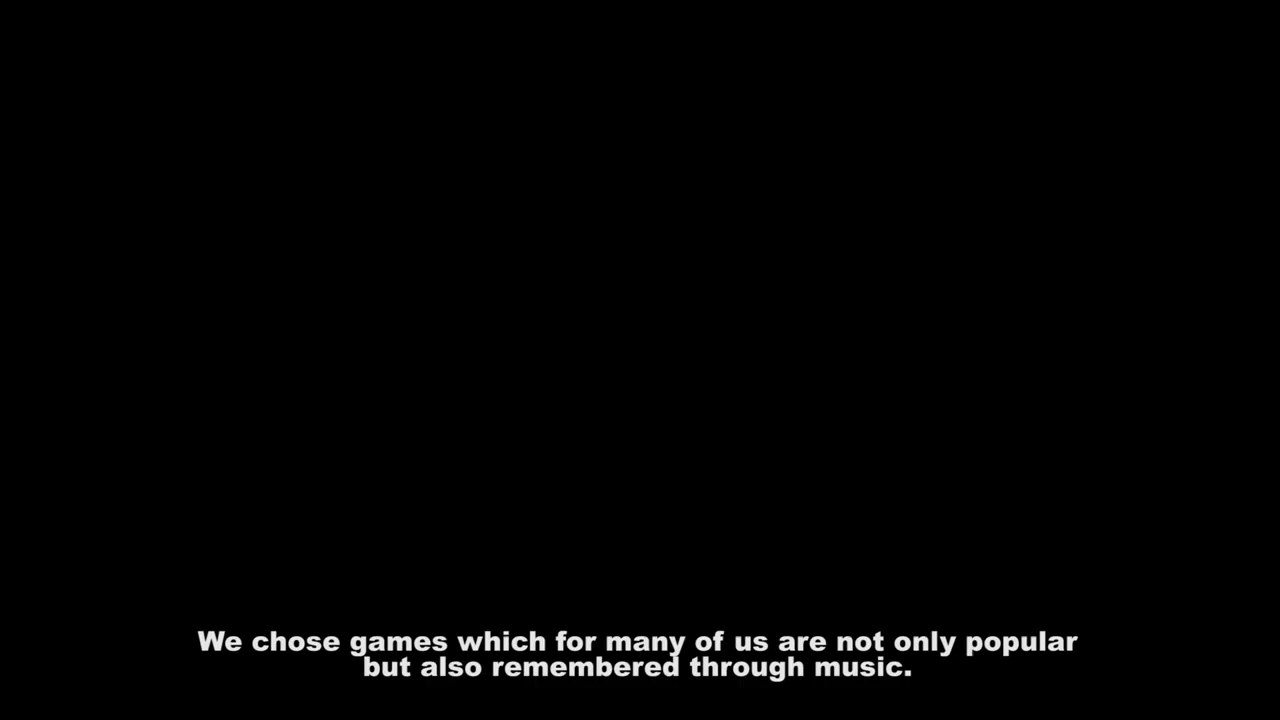 We chose games which for many of us are not only popular
but also remembered through music.